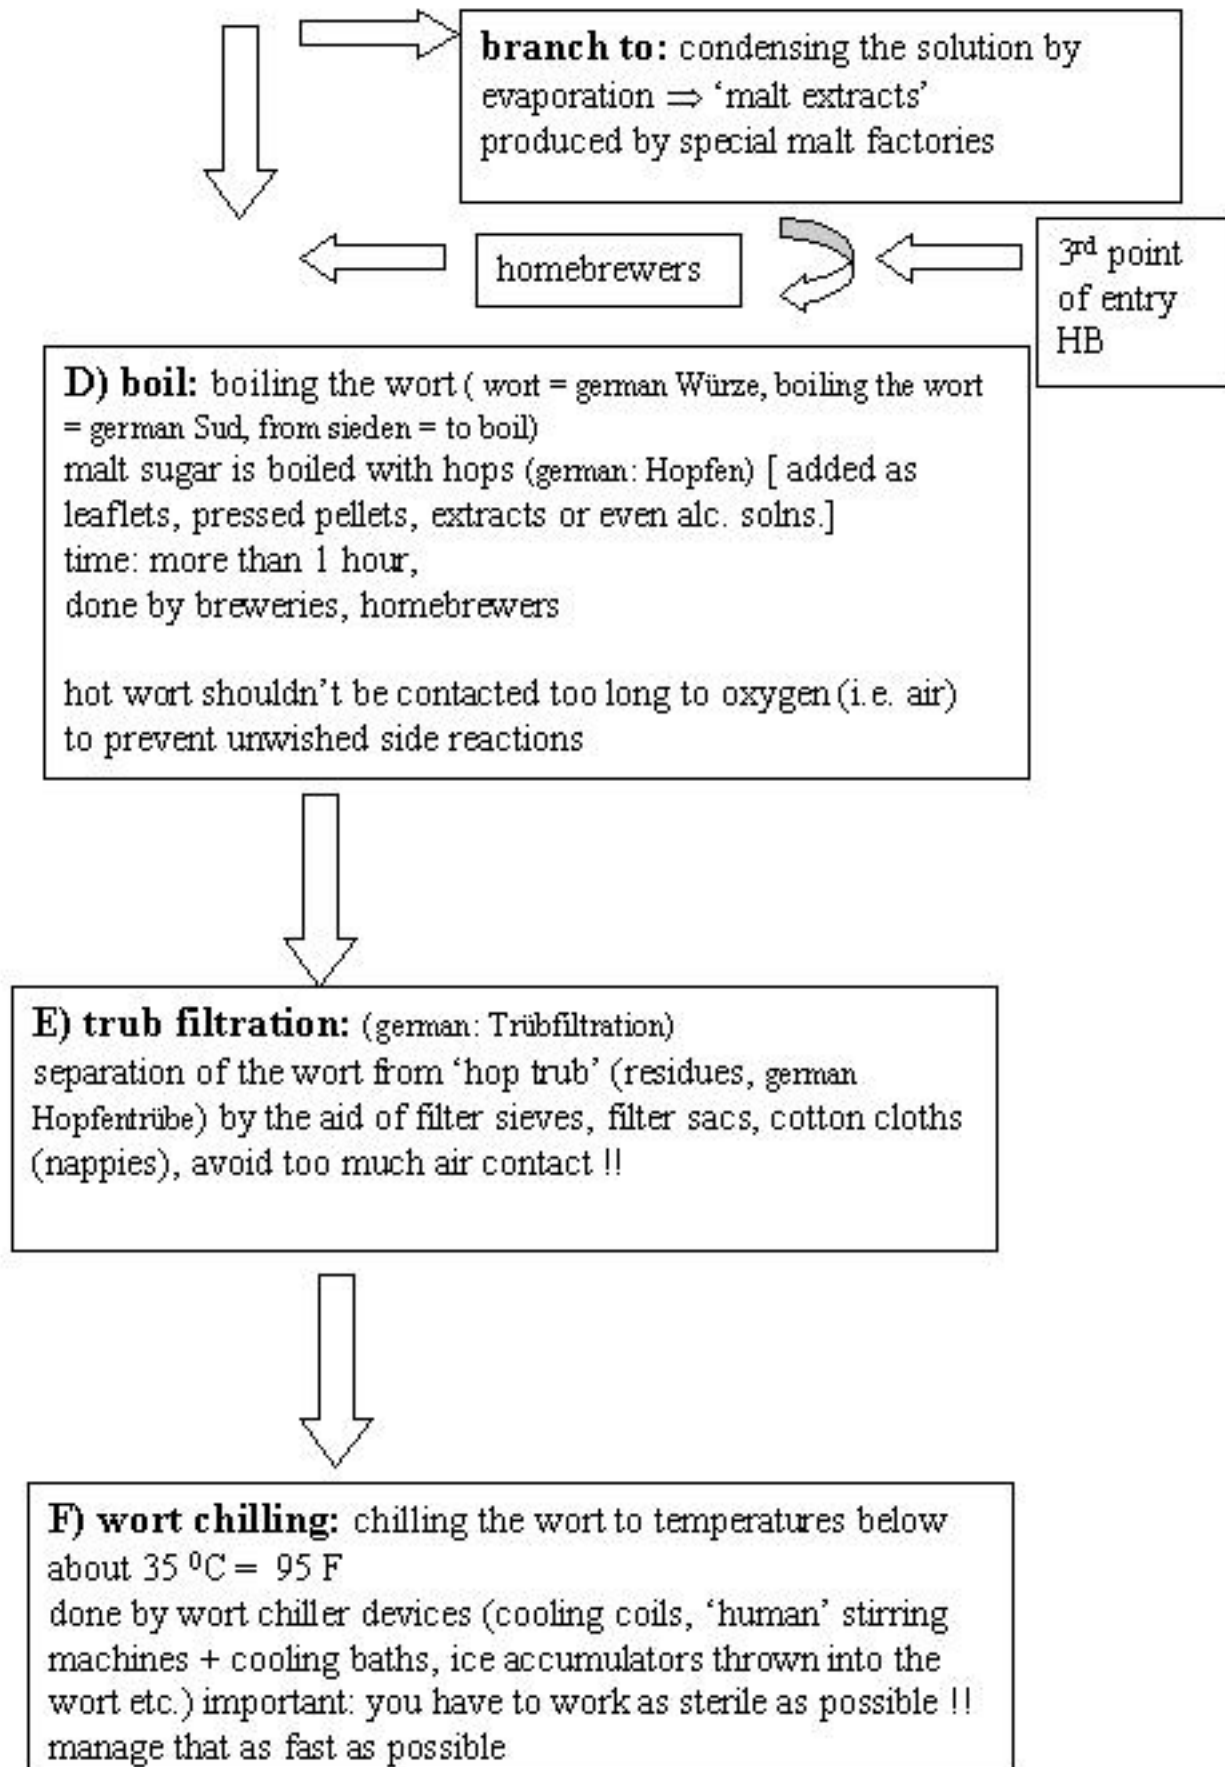 branch to: condensing the solution by
evaporation ⇒ ‘malt extracts’
produced by special malt factories
homebrewers
3rd point
of entry
HB
D) boil: boiling the wort ( wort = german Würze, boiling the wort
= german Sud, from sieden = to boil)
malt sugar is boiled with hops (german: Hopfen) [ added as
leaflets, pressed pellets, extracts or even alc. solns.]
time: more than 1 hour,
done by breweries, homebrewers
hot wort shouldn’t be contacted too long to oxygen (i.e. air)
to prevent unwished side reactions
E) trub filtration: (german: Trübfiltration)
separation of the wort from ‘hop trub’ (residues, german
Hopfentrübe) by the aid of filter sieves, filter sacs, cotton cloths
(nappies), avoid too much air contact !!
F) wort chilling: chilling the wort to temperatures below
about 35 ⁰C = 95 F
done by wort chiller devices (cooling coils, ‘human’ stirring
machines + cooling baths, ice accumulators thrown into the
wort etc.) important: you have to work as sterile as possible !!
manage that as fast as possible